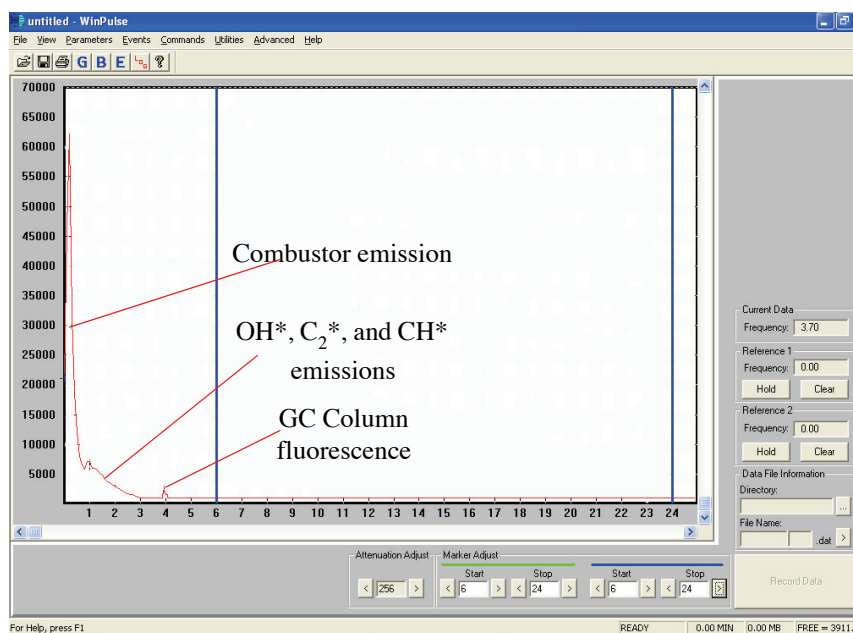 untitled - WinPulse
File View Parameters Events Commands Utilities Advanced Help
G B E LOG ?
70000
65000
60000
55000
50000
45000
40000
35000
30000
25000
20000
15000
10000
5000
Combustor emission
OH*, C₂*, and CH*
emissions
GC Column
fluorescence
1 2 3 4 5 6 7 8 9 10 11 12 13 14 15 16 17 18 19 20 21 22 23 24
Current Data
Frequency: 3.70
Reference 1
Frequency: 0.00
Hold Clear
Reference 2
Frequency: 0.00
Hold Clear
Data File Information
Directory:
...
File Name:
.dat >
Record Data
Attenuation Adjust
< 256 >
Marker Adjust
Start Stop Start Stop
< 6 > < 24 > < 6 > < 24 >
For Help, press F1
READY 0.00 MIN 0.00 MB FREE = 3911.